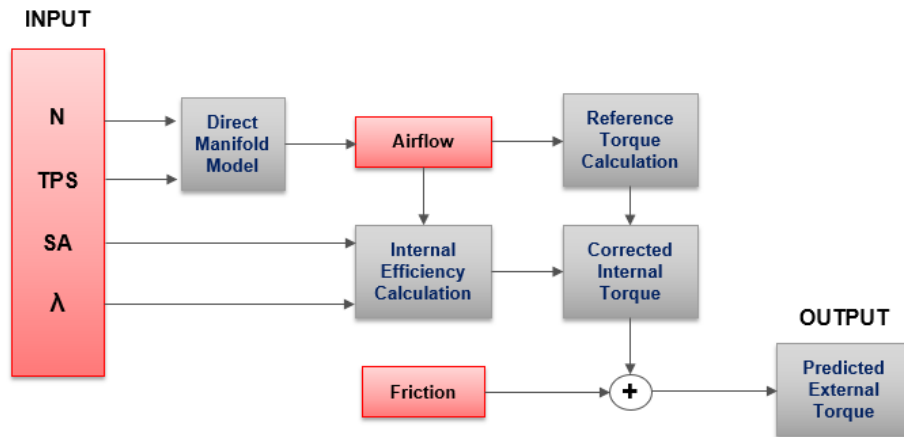 INPUT
N
TPS
SA
λ
Direct
Manifold
Model
Airflow
Reference
Torque
Calculation
Internal
Efficiency
Calculation
Corrected
Internal
Torque
Friction
+
OUTPUT
Predicted
External
Torque